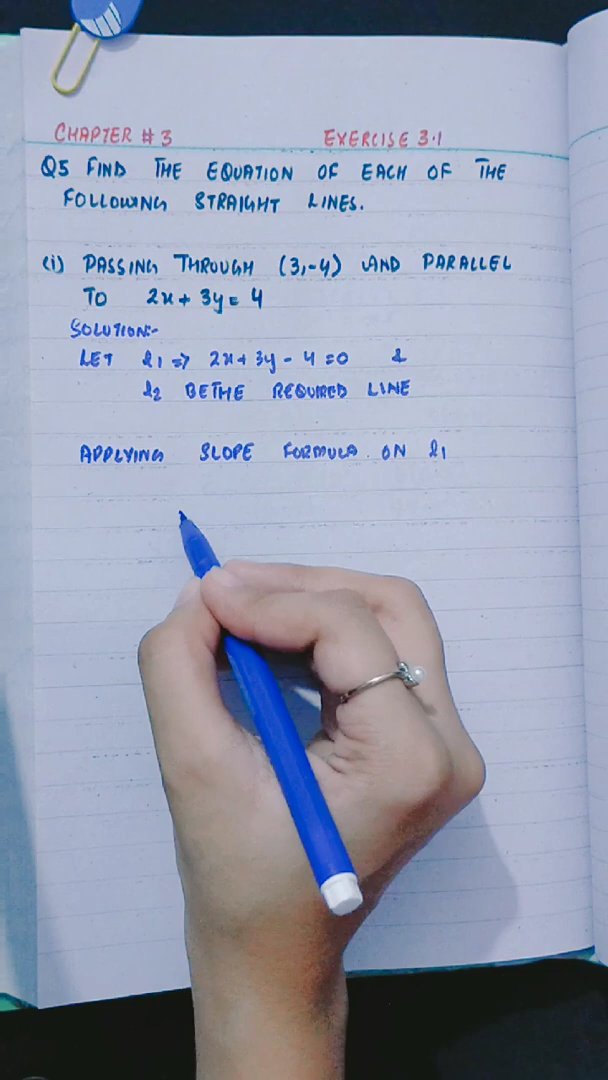 CHAPTER # 3 EXERCISE 3.1
Q5 FIND THE EQUATION OF EACH OF THE
FOLLOWING STRAIGHT LINES.
(i) PASSING THROUGH (3,-4) AND PARALLEL
TO 2x + 3y = 4
SOLUTION:-
LET l1 => 2x + 3y - 4 = 0 &
l2 BE THE REQUIRED LINE
APPLYING SLOPE FORMULA ON l1